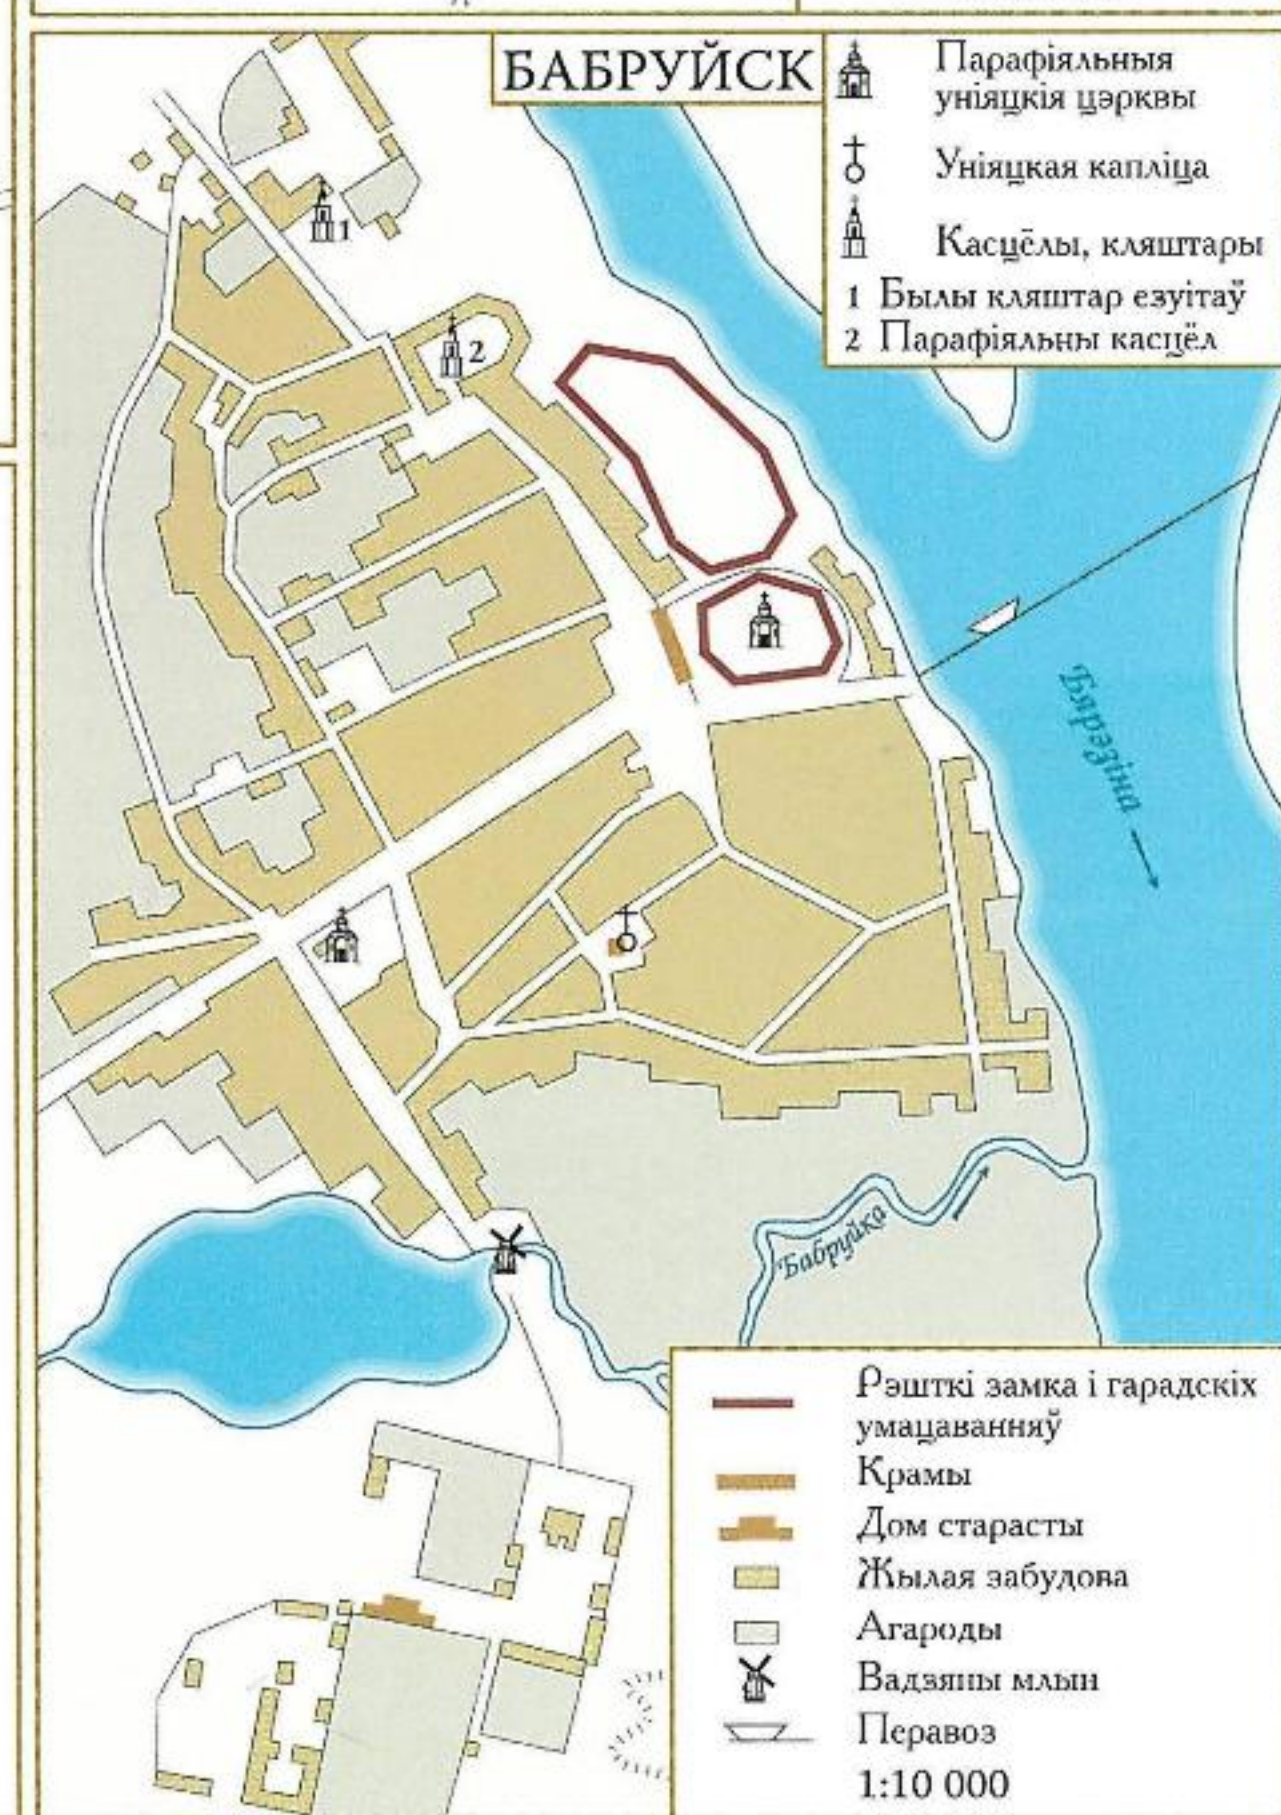 БАБРУЙСК
Парафіяльныя
уніяцкія цэрквы
Уніяцкая капліца
Касцёлы, кляштары
1 Былы кляштар езуітаў
2 Парафіяльны касцёл
1
2
Бярэзіна
Бабруйка
Рэшткі замка і гарадскіх
умацаванняў
Крамы
Дом старасты
Жылая забудова
Агароды
Вадзяны млын
Перавоз
1:10 000